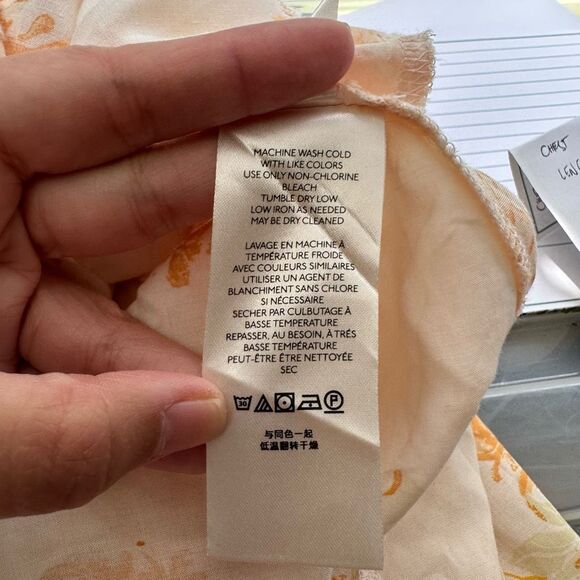 MACHINE WASH COLD
WITH LIKE COLORS
USE ONLY NON-CHLORINE
BLEACH
TUMBLE DRY LOW
LOW IRON AS NEEDED
MAY BE DRY CLEANED
LAVAGE EN MACHINE À
TEMPÉRATURE FROIDE
AVEC COULEURS SIMILAIRES
UTILISER UN AGENT DE
BLANCHIMENT SANS CHLORE
SI NÉCESSAIRE
SECHER PAR CULBUTAGE À
BASSE TEMPERATURE
REPASSER, AU BESOIN, À TRÉS
BASSE TEMPÉRATURE
PEUT-ÊTRE ÊTRE NETTOYÉE
SEC
30 P
与同色一起
低温翻转干燥
CHEST